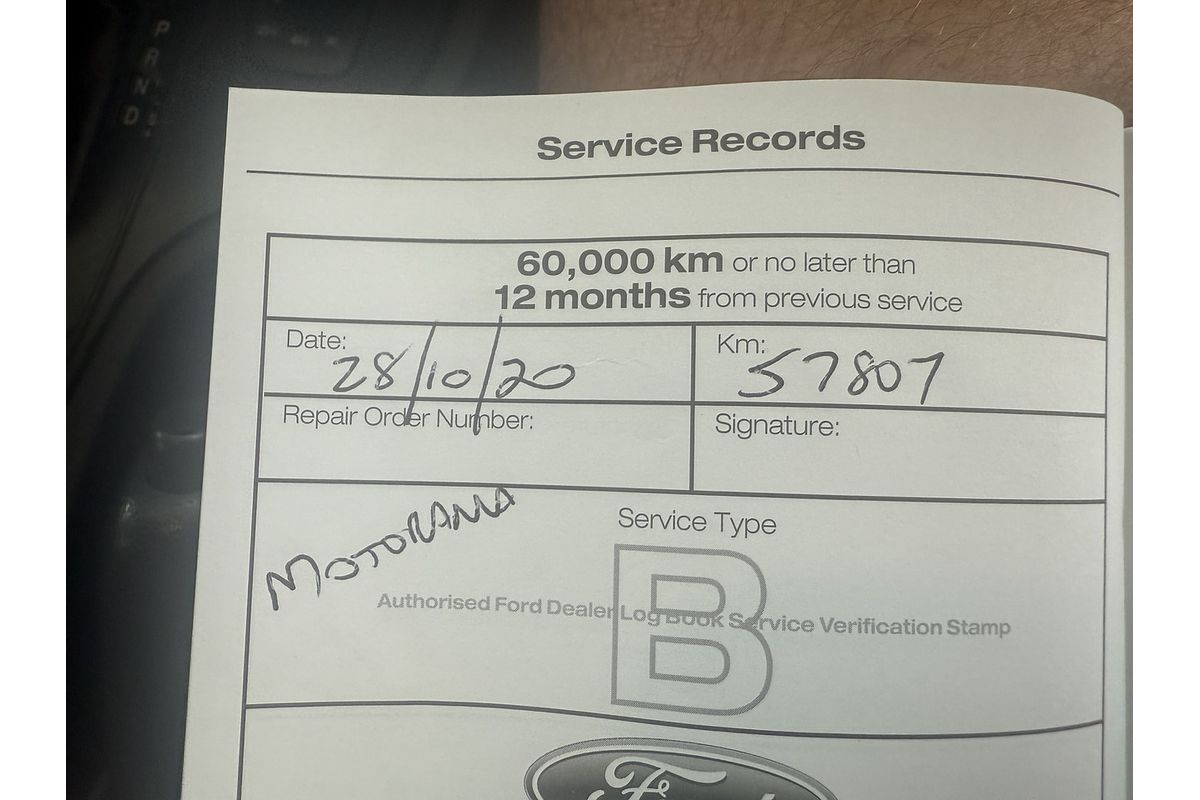 P
R
N
D
Service Records
60,000 km or no later than
12 months from previous service
Date: 28/10/20
Km: 57807
Repair Order Number:
Signature:
MOTORAMA
Service Type
B
Authorised Ford Dealer Log Book Service Verification Stamp
Ford